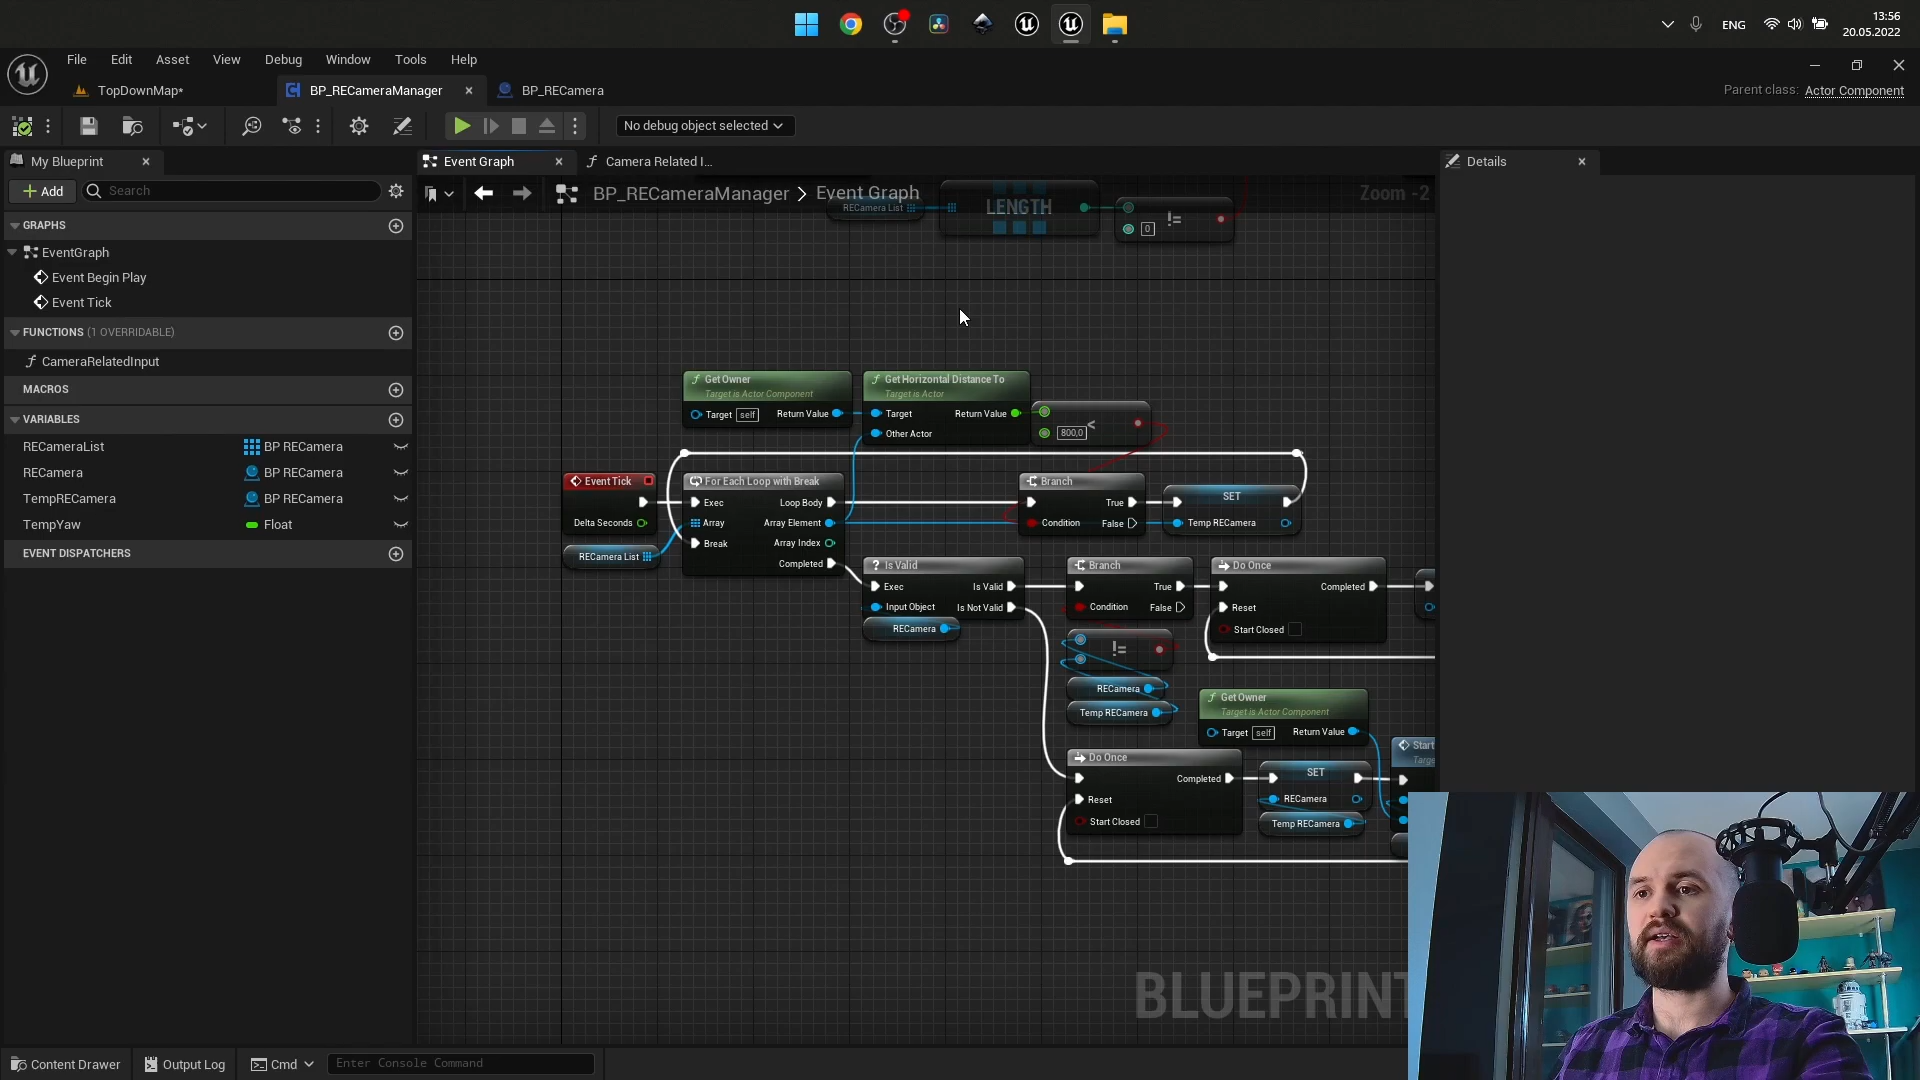 ENG
13:56
20.05.2022
File Edit Asset View Debug Window Tools Help
TopDownMap*
BP_RECameraManager
BP_RECamera
Parent class: Actor Component
No debug object selected
My Blueprint
Event Graph
Camera Related I...
Details
Add
Search
BP_RECameraManager > Event Graph
Zoom -2
GRAPHS
EventGraph
Event Begin Play
Event Tick
FUNCTIONS (1 OVERRIDABLE)
CameraRelatedInput
MACROS
VARIABLES
RECameraList BP RECamera
RECamera BP RECamera
TempRECamera BP RECamera
TempYaw Float
EVENT DISPATCHERS
RECamera List
LENGTH
0
!=
Get Owner
Target is Actor Component
Target self Return Value
Get Horizontal Distance To
Target is Actor
Target Return Value
Other Actor
800,0
<
Event Tick
Delta Seconds
RECamera List
For Each Loop with Break
Exec Loop Body
Array Array Element
Break Array Index
Completed
Branch
True
Condition False
SET
Temp RECamera
Is Valid
Exec Is Valid
Input Object Is Not Valid
RECamera
Branch
True
Condition False
!=
RECamera
Temp RECamera
Do Once
Completed
Reset
Start Closed
Get Owner
Target is Actor Component
Target self Return Value
Do Once
Completed
Reset
Start Closed
SET
RECamera
Temp RECamera
Start
Targe
BLUEPRINT
Content Drawer
Output Log
Cmd
Enter Console Command